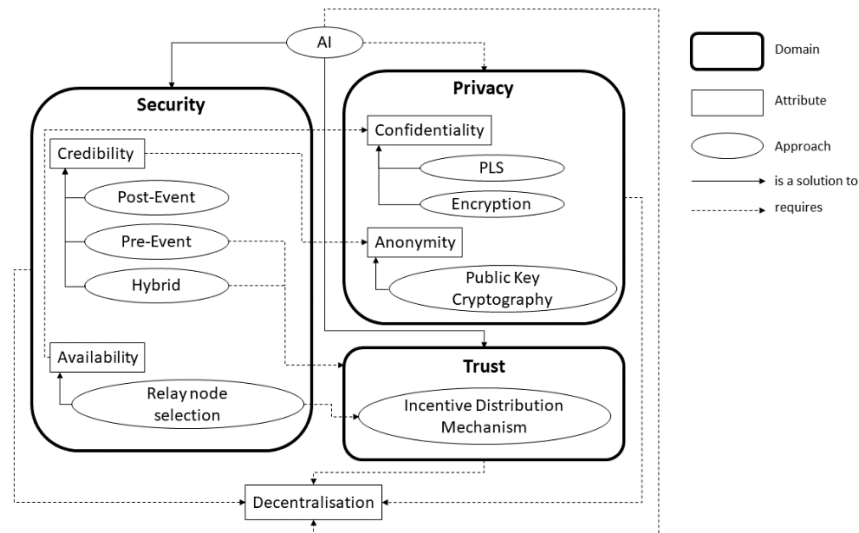 AI
Security
Credibility
Post-Event
Pre-Event
Hybrid
Availability
Relay node
selection
Privacy
Confidentiality
PLS
Encryption
Anonymity
Public Key
Cryptography
Trust
Incentive Distribution
Mechanism
Decentralisation
Domain
Attribute
Approach
is a solution to
requires